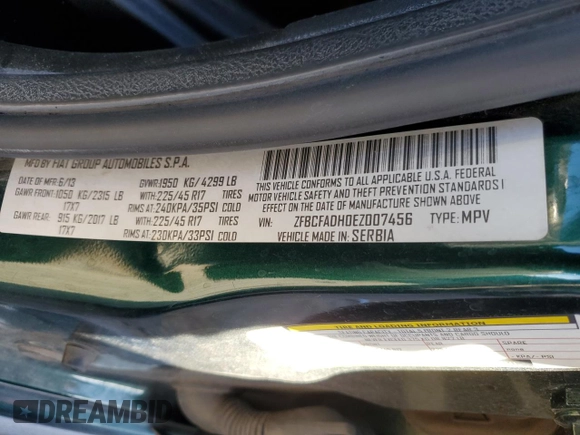 MFD BY FIAT GROUP AUTOMOBILES S.P.A.
DATE OF MFR: 6/13 GVWR: 1950 KG/ 4299 LB
GAWR FRONT: 1050 KG/2315 LB WITH: 225/45 R17 TIRES
17X7 RIMS AT: 240KPA/35PSI COLD
GAWR REAR: 915 KG/2017 LB WITH: 225/45 R17 TIRES
17X7 RIMS AT: 230KPA/33PSI COLD
THIS VEHICLE CONFORMS TO ALL APPLICABLE U.S.A. FEDERAL
MOTOR VEHICLE SAFETY, BUMPER, AND THEFT PREVENTION STANDARDS I
EFFECT ON THE DATE OF MANUFACTURE SHOWN ABOVE.
VIN: ZFBCFADH0EZ007456 TYPE: MPV
VEHICLE MADE IN: SERBIA
TIRE AND LOADING INFORMATION
SPARE
DREAMBID